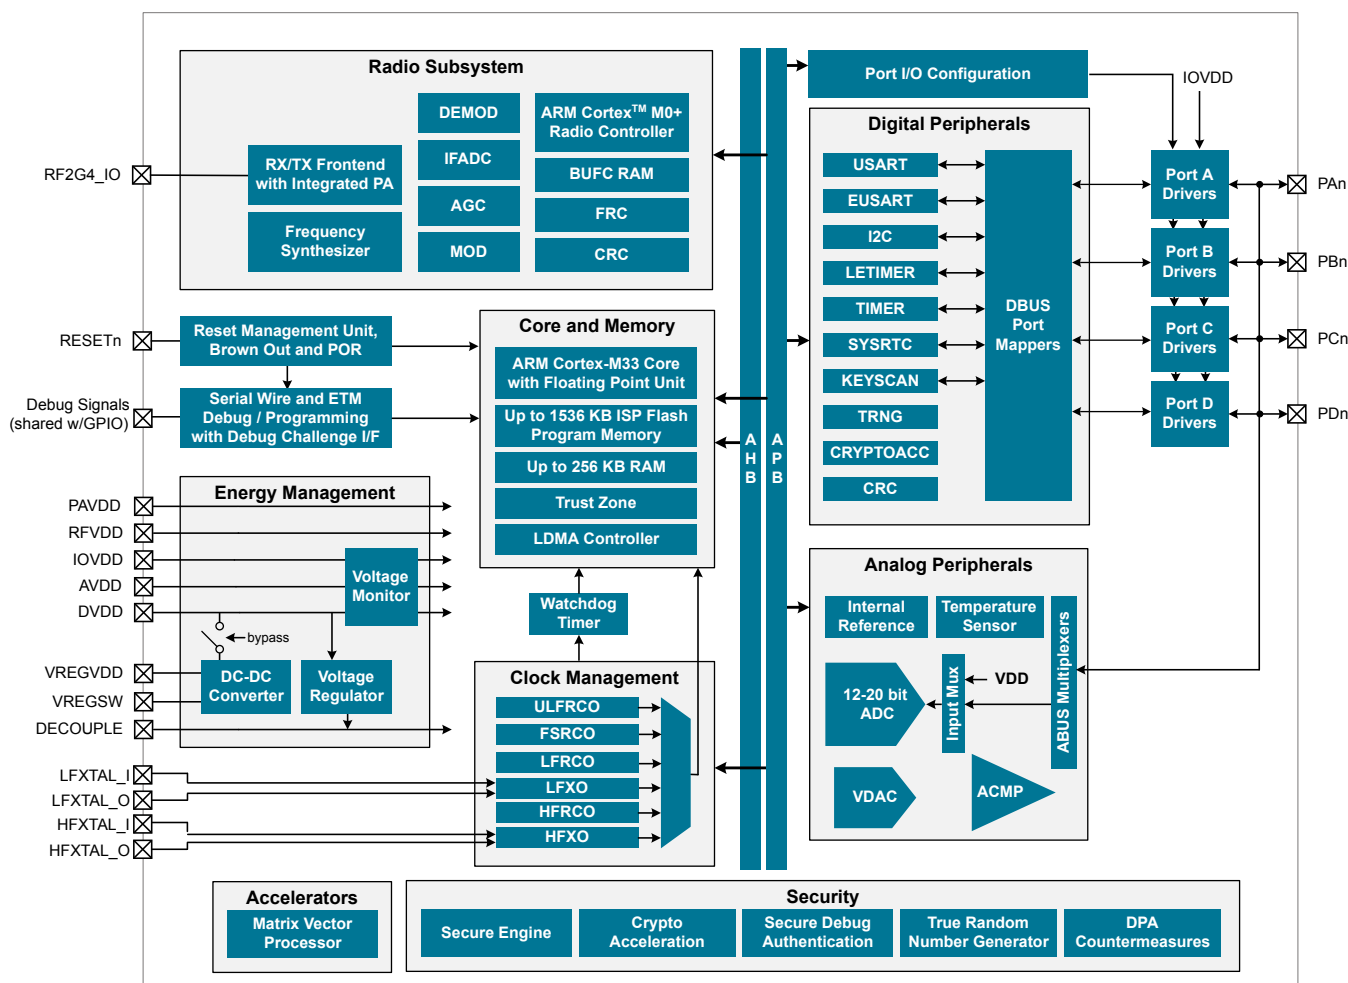 Radio Subsystem
DEMOD
IFADC
AGC
MOD
ARM Cortex™ M0+
Radio Controller
BUFC RAM
FRC
CRC
RX/TX Frontend
with Integrated PA
Frequency
Synthesizer
RF2G4_IO
RESETn
Reset Management Unit,
Brown Out and POR
Debug Signals
(shared w/GPIO)
Serial Wire and ETM
Debug / Programming
with Debug Challenge I/F
Core and Memory
ARM Cortex-M33 Core
with Floating Point Unit
Up to 1536 KB ISP Flash
Program Memory
Up to 256 KB RAM
Trust Zone
LDMA Controller
Energy Management
PAVDD
RFVDD
IOVDD
AVDD
DVDD
VREGVDD
VREGSW
DECOUPLE
Voltage
Monitor
bypass
DC-DC
Converter
Voltage
Regulator
Watchdog
Timer
Clock Management
ULFRCO
FSRCO
LFRCO
LFXO
HFRCO
HFXO
LFXTAL_I
LFXTAL_O
HFXTAL_I
HFXTAL_O
AHB
APB
Port I/O Configuration
IOVDD
Digital Peripherals
USART
EUSART
I2C
LETIMER
TIMER
SYSRTC
KEYSCAN
TRNG
CRYPTOACC
CRC
DBUS
Port
Mappers
Port A
Drivers
Port B
Drivers
Port C
Drivers
Port D
Drivers
PAn
PBn
PCn
PDn
Analog Peripherals
Internal
Reference
Temperature
Sensor
12-20 bit
ADC
Input Mux
VDD
ABUS Multiplexers
VDAC
ACMP
Accelerators
Matrix Vector
Processor
Security
Secure Engine
Crypto
Acceleration
Secure Debug
Authentication
True Random
Number Generator
DPA
Countermeasures